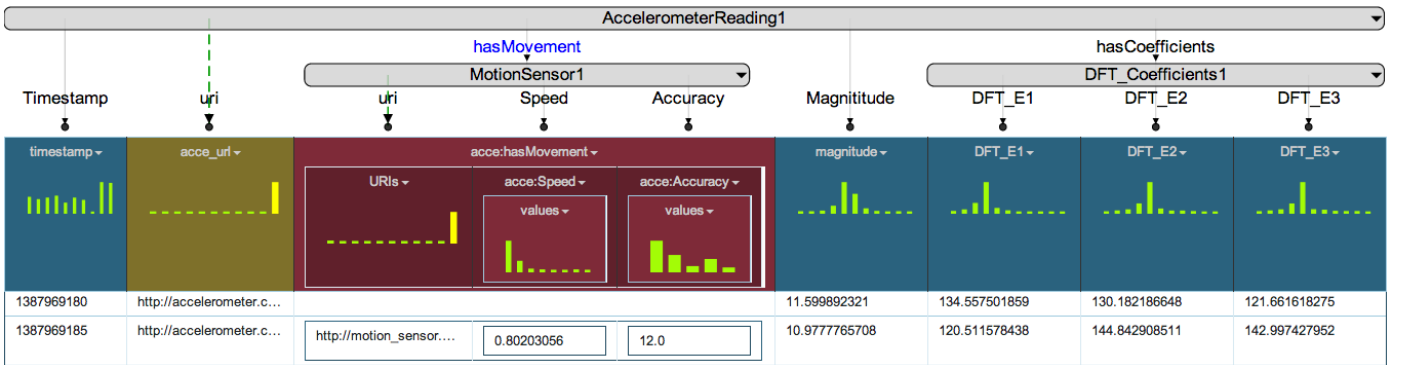 AccelerometerReading1
hasMovement hasCoefficients
MotionSensor1 DFT_Coefficients1
Timestamp uri uri Speed Accuracy Magnititude DFT_E1 DFT_E2 DFT_E3
timestamp acce_url acce:hasMovement magnitude DFT_E1 DFT_E2 DFT_E3
URIs acce:Speed acce:Accuracy
values values
1387969180 http://accelerometer.c... 11.599892321 134.557501859 130.182186648 121.661618275
1387969185 http://accelerometer.c... http://motion_sensor.... 0.80203056 12.0 10.9777765708 120.511578438 144.842908511 142.997427952